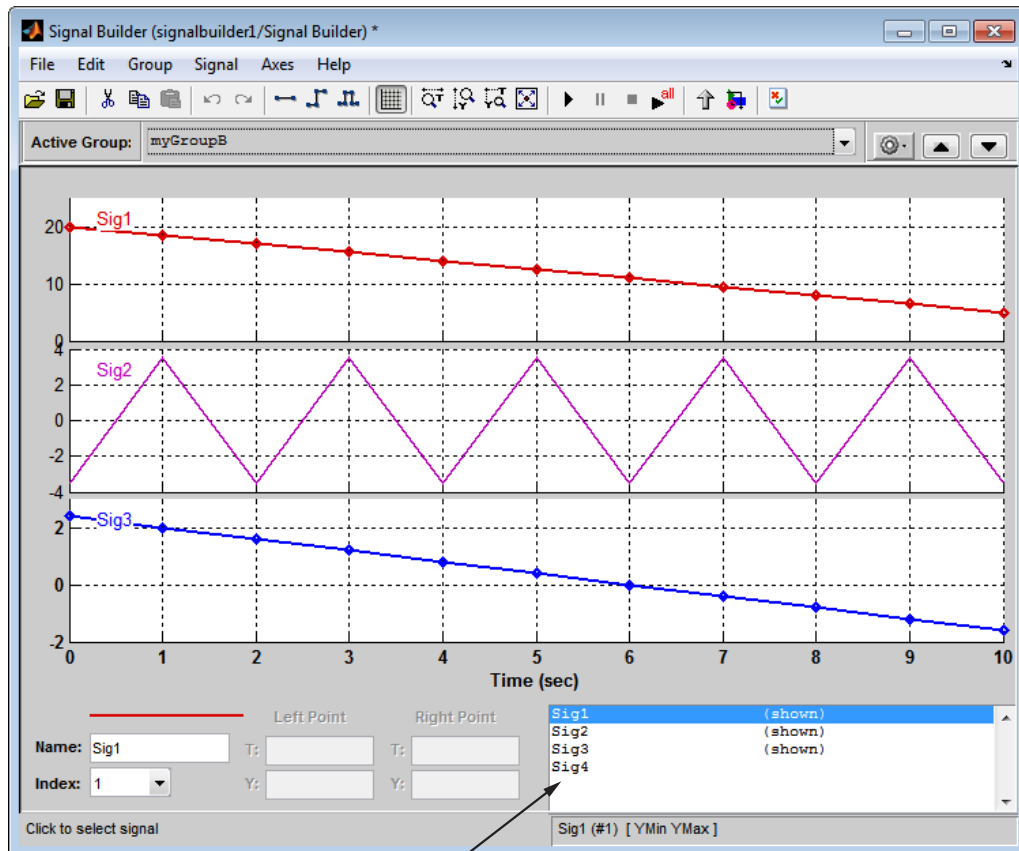 Signal Builder (signalbuilder1/Signal Builder) *
File Edit Group Signal Axes Help
all
Active Group: myGroupB
Sig1
20
10
0
Sig2
4
2
0
-2
-4
Sig3
2
0
-2
0 1 2 3 4 5 6 7 8 9 10
Time (sec)
Left Point Right Point
Name: Sig1 T: T:
Index: 1 Y: Y:
Sig1 (shown)
Sig2 (shown)
Sig3 (shown)
Sig4
Click to select signal
Sig1 (#1) [ YMin YMax ]